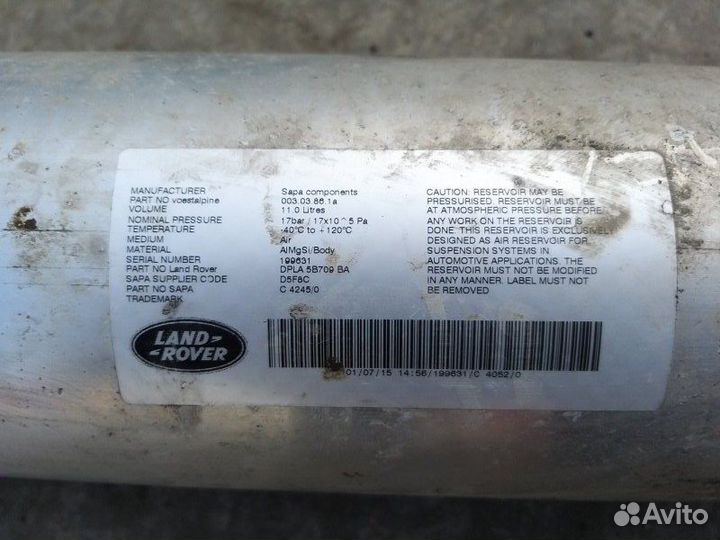 MANUFACTURER Sapa components
PART NO voestalpine 003.03.86.1a
VOLUME 11.0 Litres
NOMINAL PRESSURE 17bar / 17x10^5 Pa
TEMPERATURE -40°C to +120°C
MEDIUM Air
MATERIAL AlMgSi/Body
SERIAL NUMBER 199631
PART NO Land Rover DPLA 5B709 BA
SAPA SUPPLIER CODE D5F8C
PART NO SAPA C 4245/0
TRADEMARK
CAUTION: RESERVOIR MAY BE
PRESSURISED. RESERVOIR MUST BE
AT ATMOSPHERIC PRESSURE BEFORE
ANY WORK ON THE RESERVOIR IS
DONE. THIS RESERVOIR IS EXCLUSIVELY
DESIGNED AS AIR RESERVOIR FOR
SUSPENSION SYSTEMS IN
AUTOMOTIVE APPLICATIONS. THE
RESERVOIR MUST NOT BE MODIFIED
IN ANY MANNER. LABEL MUST NOT
BE REMOVED
LAND-
-ROVER
01/07/15 14:56/199631/C 4052/0
Avito